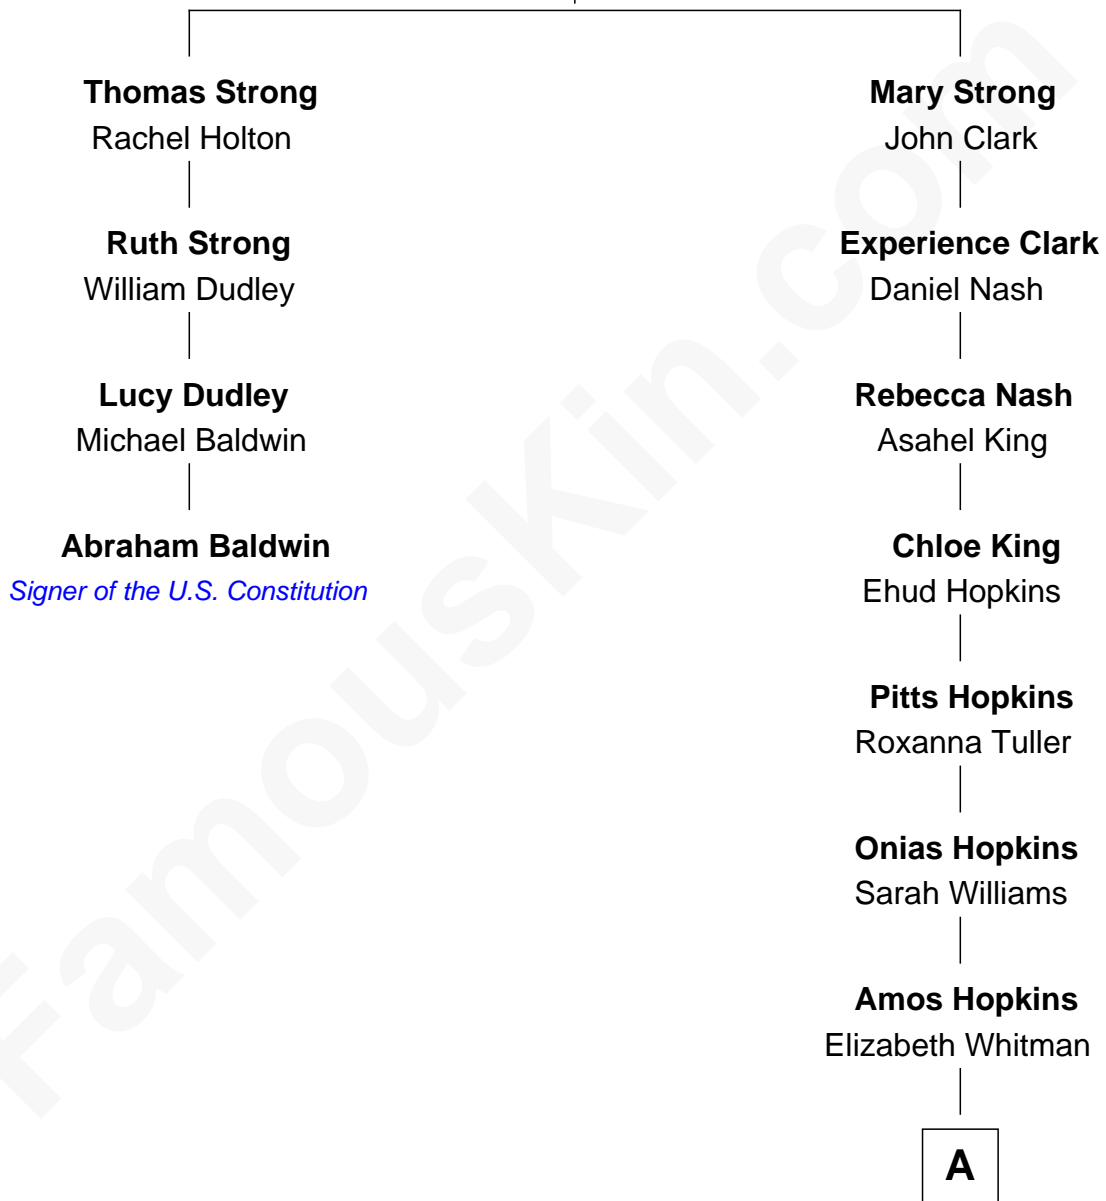 Thomas Strong
Rachel Holton
Ruth Strong
William Dudley
Lucy Dudley
Michael Baldwin
Abraham Baldwin
Signer of the U.S. Constitution
Mary Strong
John Clark
Experience Clark
Daniel Nash
Rebecca Nash
Asahel King
Chloe King
Ehud Hopkins
Pitts Hopkins
Roxanna Tuller
Onias Hopkins
Sarah Williams
Amos Hopkins
Elizabeth Whitman
A
FamousKin.com